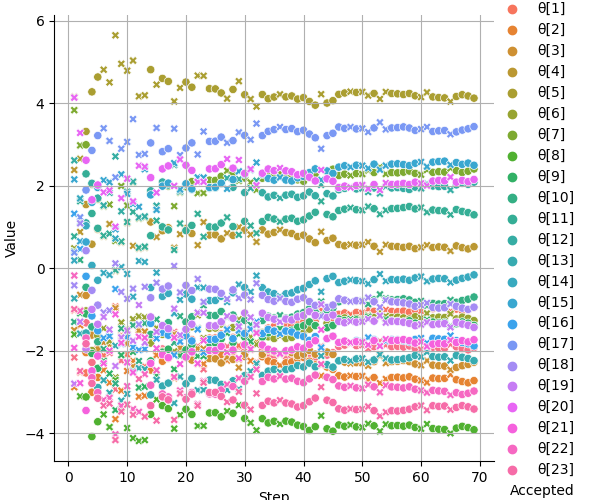 6
4
2
0
−2
−4
Value
0
10
20
30
40
50
60
70
Step
θ[1]
θ[2]
θ[3]
θ[4]
θ[5]
θ[6]
θ[7]
θ[8]
θ[9]
θ[10]
θ[11]
θ[12]
θ[13]
θ[14]
θ[15]
θ[16]
θ[17]
θ[18]
θ[19]
θ[20]
θ[21]
θ[22]
θ[23]
Accepted